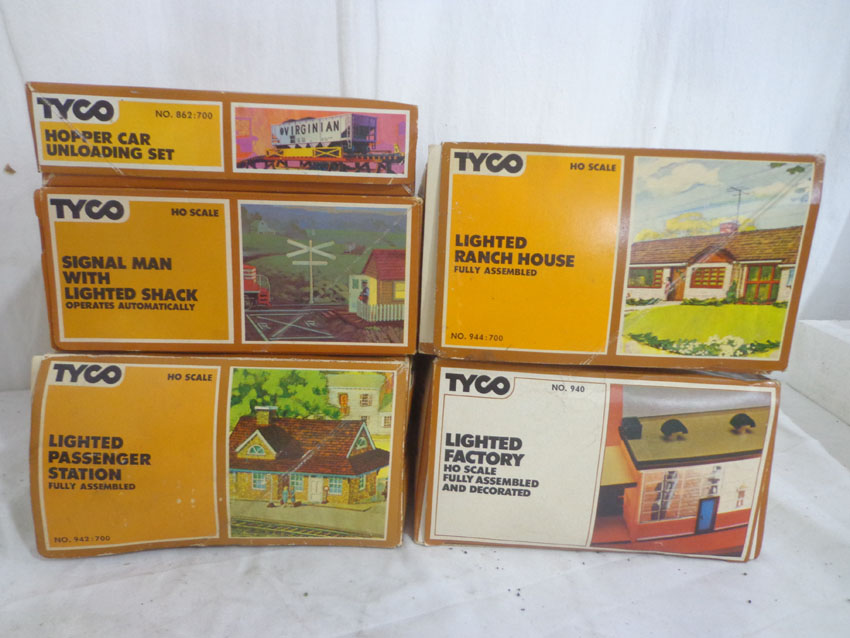 TYCO
NO. 862:700
HOPPER CAR
UNLOADING SET
VIRGINIAN
TYCO
HO SCALE
SIGNAL MAN
WITH
LIGHTED SHACK
OPERATES AUTOMATICALLY
TYCO
HO SCALE
LIGHTED
PASSENGER
STATION
FULLY ASSEMBLED
NO. 942:700
TYCO
HO SCALE
LIGHTED
RANCH HOUSE
FULLY ASSEMBLED
NO. 944:700
TYCO
NO. 940
LIGHTED
FACTORY
HO SCALE
FULLY ASSEMBLED
AND DECORATED